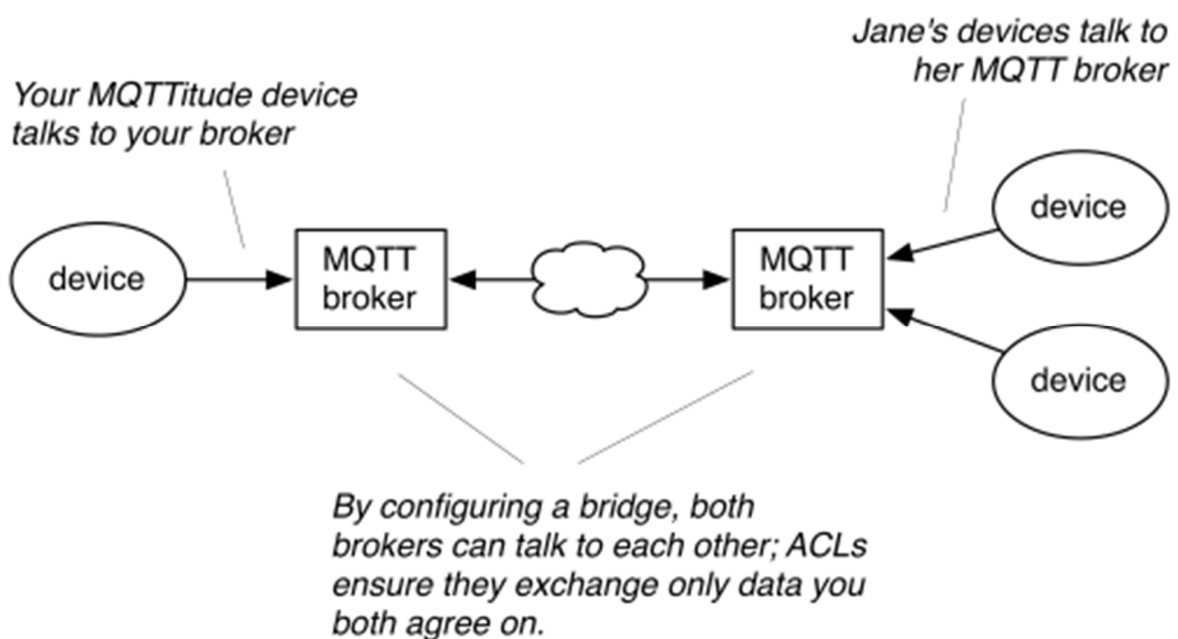 Jane's devices talk to
her MQTT broker
Your MQTTitude device
talks to your broker
device
MQTT
broker
MQTT
broker
device
device
By configuring a bridge, both
brokers can talk to each other; ACLs
ensure they exchange only data you
both agree on.